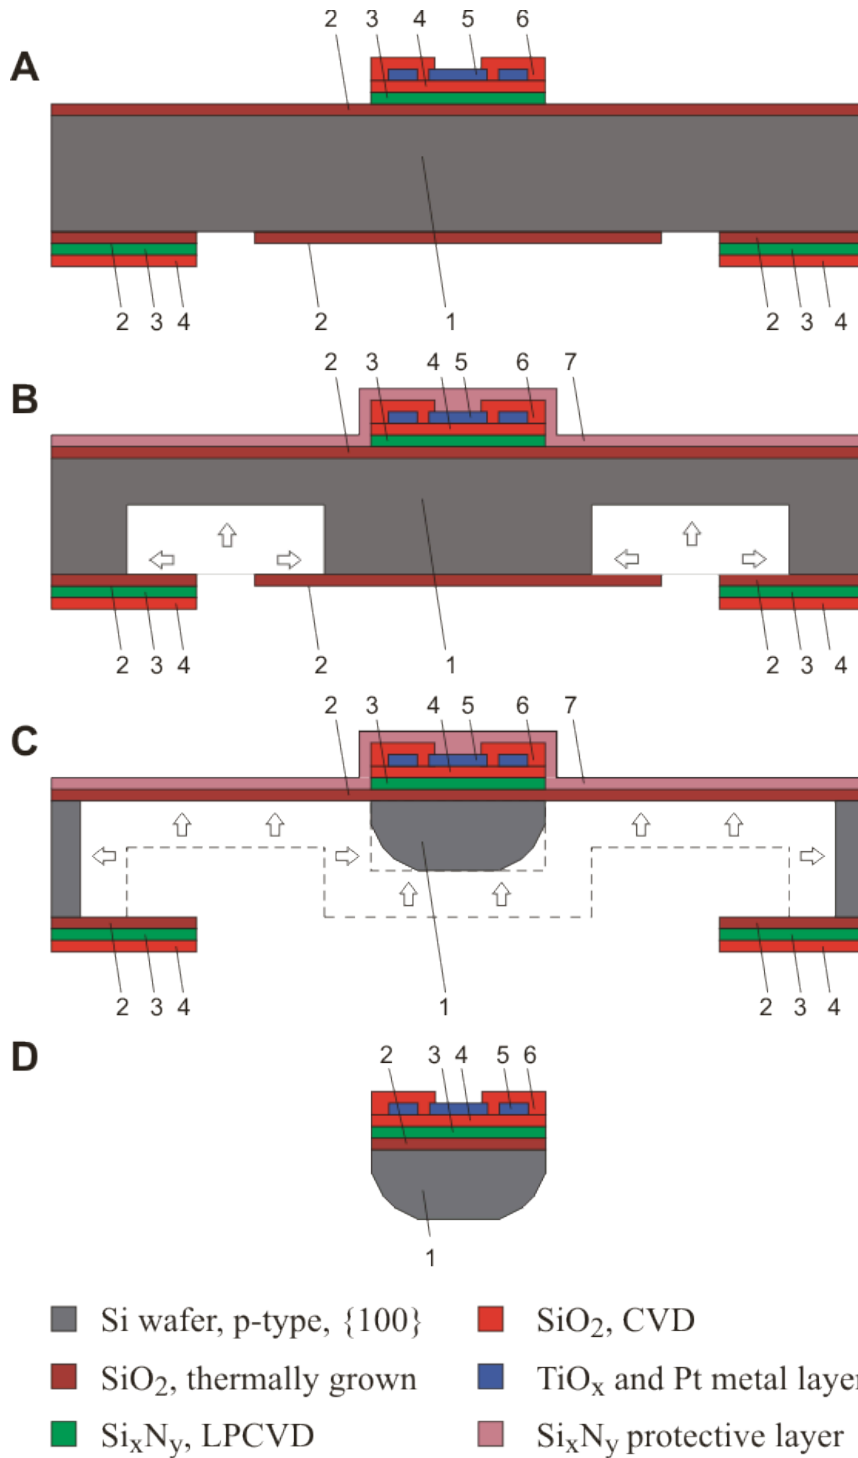 2 3 4 5 6
A
2
2 3 4 2 1 2 3 4
2 3 4 5 6 7
B
2 3 4 2 1 2 3 4
2 3 4 5 6 7
C
2 3 4 1 2 3 4
D
2 3 4 5 6
1
Si wafer, p-type, {100}
SiO2, thermally grown
SixNy, LPCVD
SiO2, CVD
TiOx and Pt metal layer
SixNy protective layer